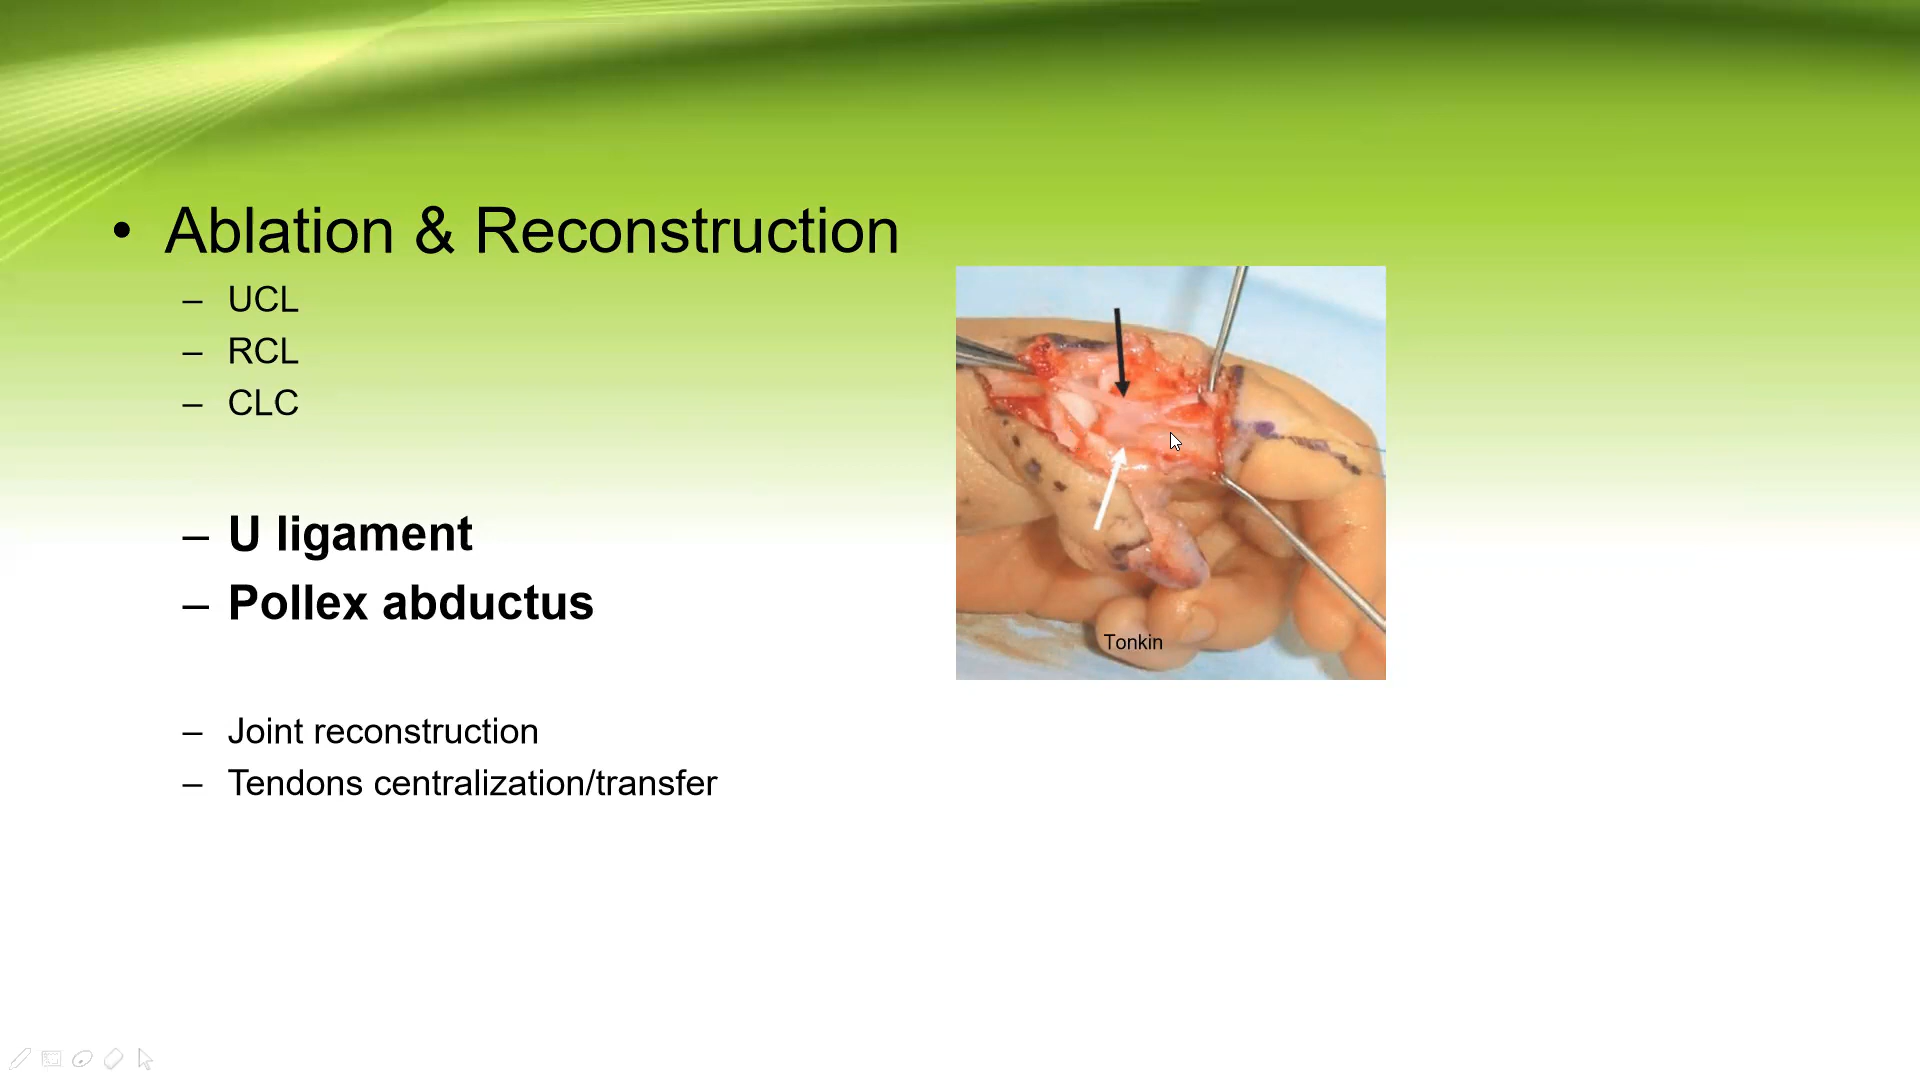 • Ablation & Reconstruction
– UCL
– RCL
– CLC
– U ligament
– Pollex abductus
– Joint reconstruction
– Tendons centralization/transfer
Tonkin